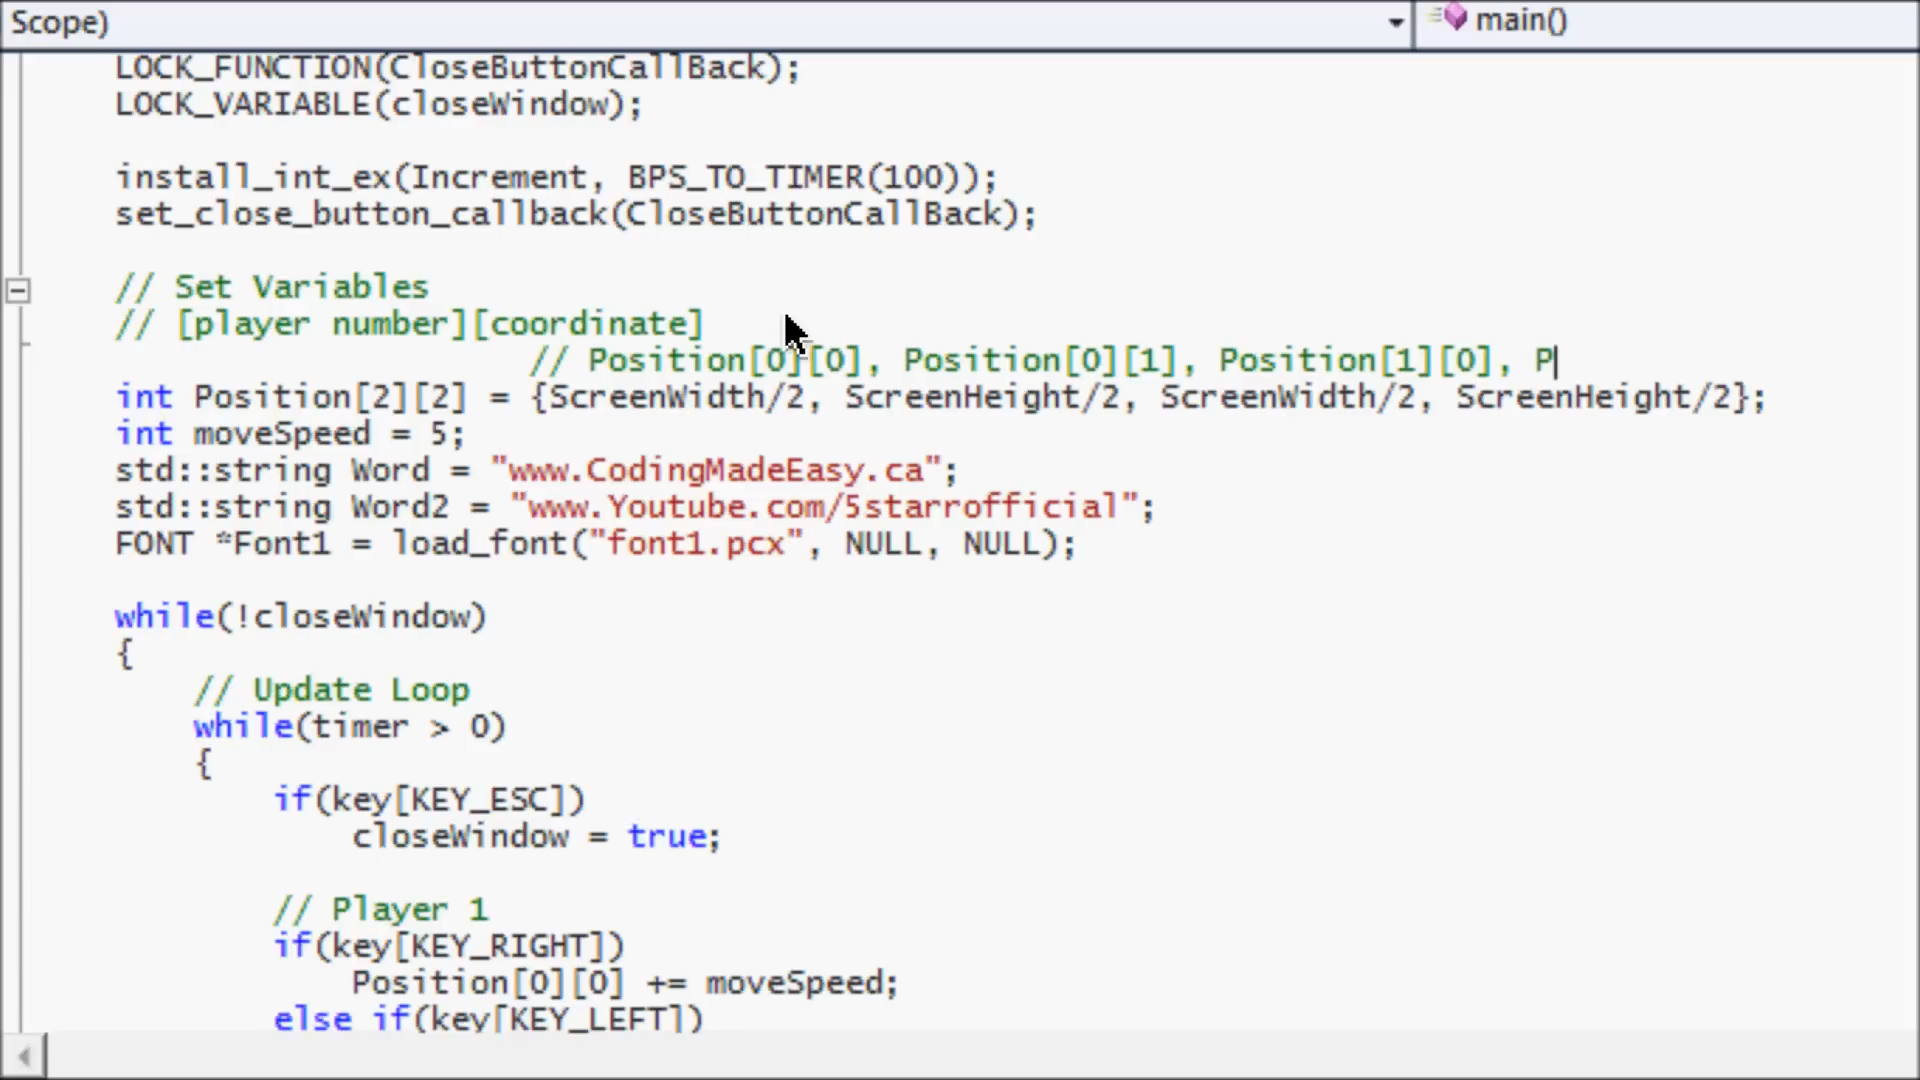 Scope) main()
LOCK_FUNCTION(CloseButtonCallBack);
LOCK_VARIABLE(closeWindow);
install_int_ex(Increment, BPS_TO_TIMER(100));
set_close_button_callback(CloseButtonCallBack);
// Set Variables
// [player number][coordinate]
// Position[0][0], Position[0][1], Position[1][0], P
int Position[2][2] = {ScreenWidth/2, ScreenHeight/2, ScreenWidth/2, ScreenHeight/2};
int moveSpeed = 5;
std::string Word = "www.CodingMadeEasy.ca";
std::string Word2 = "www.Youtube.com/5starrofficial";
FONT *Font1 = load_font("font1.pcx", NULL, NULL);
while(!closeWindow)
{
// Update Loop
while(timer > 0)
{
if(key[KEY_ESC])
closeWindow = true;
// Player 1
if(key[KEY_RIGHT])
Position[0][0] += moveSpeed;
else if(key[KEY_LEFT])